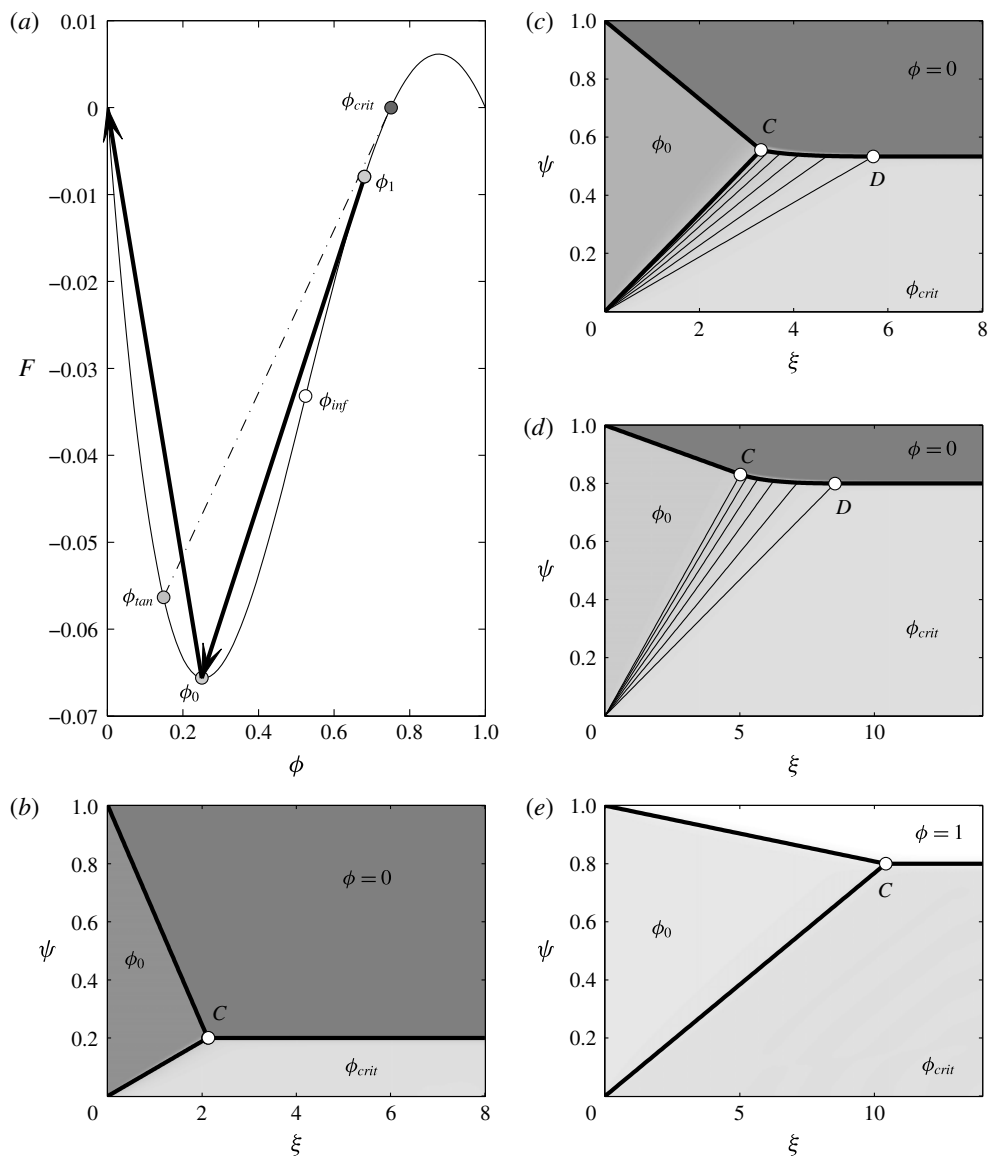 (a)
0.01
0
−0.01
−0.02
−0.03
−0.04
−0.05
−0.06
−0.07
F
ϕcrit
ϕ1
ϕinf
ϕtan
ϕ0
0 0.2 0.4 0.6 0.8 1.0
ϕ
(b)
1.0
0.8
0.6
0.4
0.2
0
ψ
ϕ0
ϕ = 0
C
ϕcrit
2 4 6 8
ξ
(c)
1.0
0.8
0.6
0.4
0.2
0
ψ
ϕ = 0
C
ϕ0
D
ϕcrit
2 4 6 8
ξ
(d)
1.0
0.8
0.6
0.4
0.2
0
ψ
ϕ = 0
C
ϕ0
D
ϕcrit
5 10
ξ
(e)
1.0
0.8
0.6
0.4
0.2
0
ψ
ϕ = 1
C
ϕ0
ϕcrit
5 10
ξ